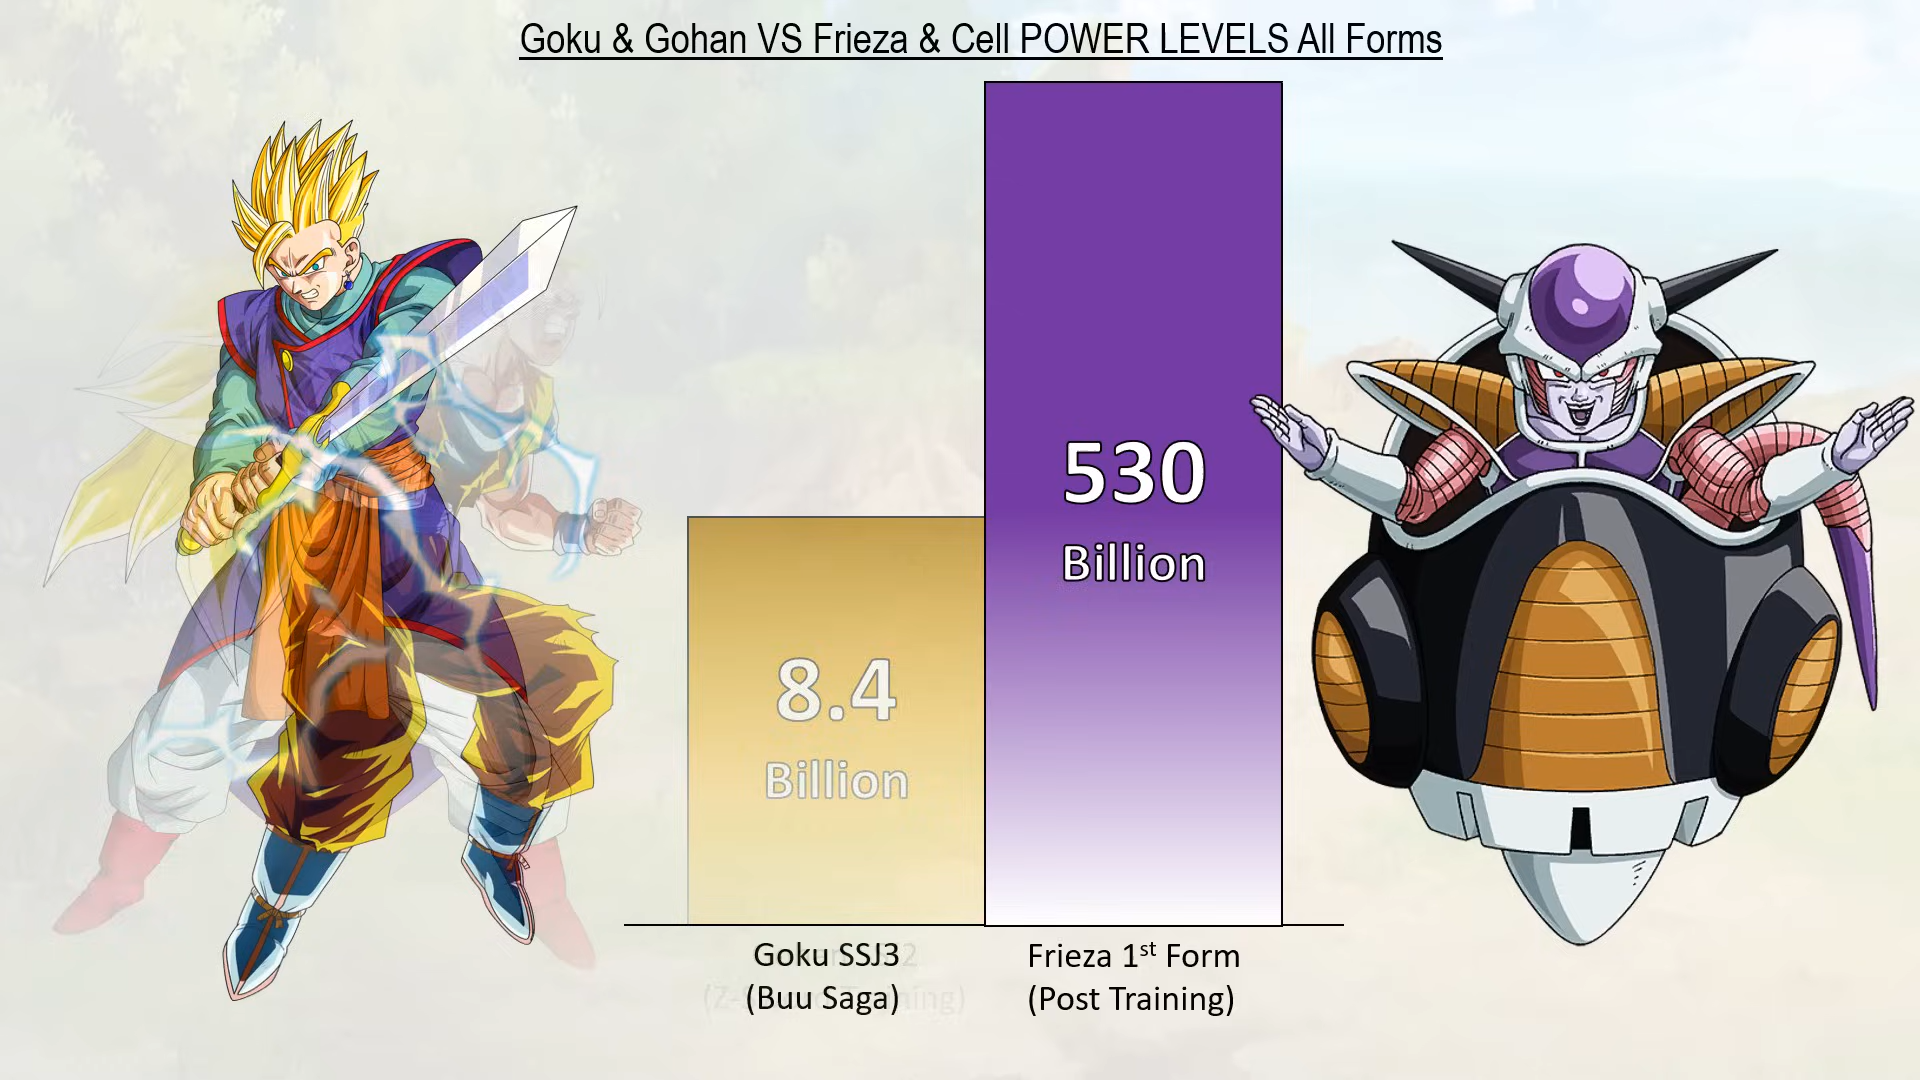 Goku & Gohan VS Frieza & Cell POWER LEVELS All Forms
530
Billion
8.4
Billion
Goku SSJ3
(Buu Saga)
Frieza 1st Form
(Post Training)